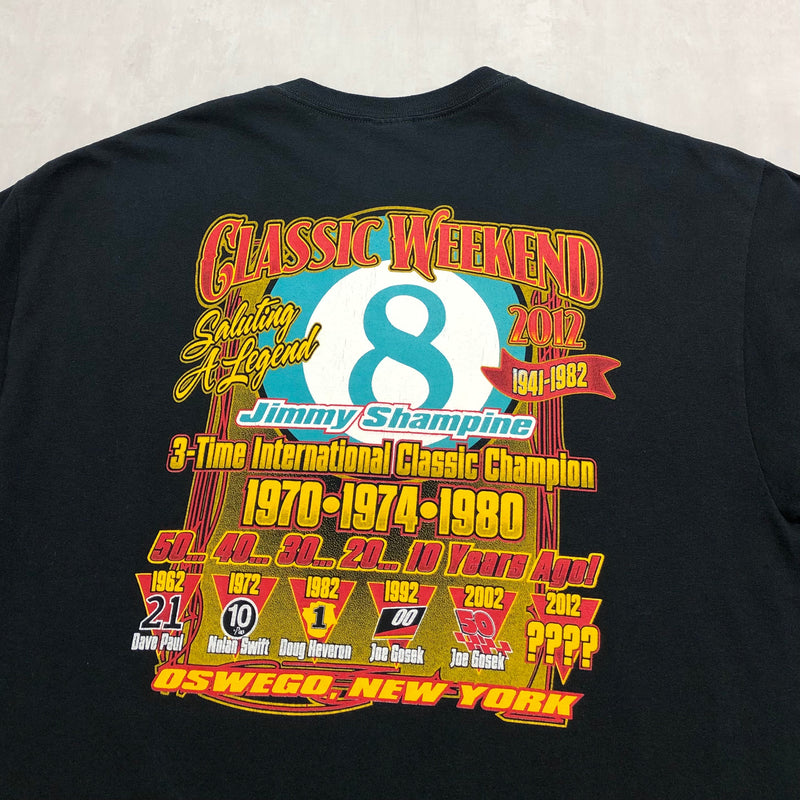 CLASSIC WEEKEND
2012
Saluting
A Legend
8
1941-1982
Jimmy Shampine
3-Time International Classic Champion
1970•1974•1980
50... 40... 30... 20... 10 Years Ago!
1962 1972 1982 1992 2002 2012
21 10 1 00 50 ????
Dave Paul Nolan Swift Doug Heveron Joe Gosek Joe Gosek
OSWEGO, NEW YORK